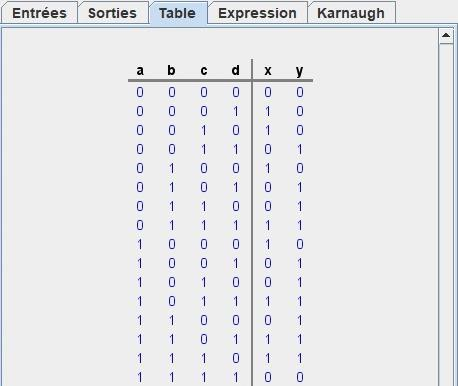 Entrées Sorties Table Expression Karnaugh
a b c d x y
0 0 0 0 0 0
0 0 0 1 1 0
0 0 1 0 1 0
0 0 1 1 0 1
0 1 0 0 1 0
0 1 0 1 0 1
0 1 1 0 0 1
0 1 1 1 1 1
1 0 0 0 1 0
1 0 0 1 0 1
1 0 1 0 0 1
1 0 1 1 1 1
1 1 0 0 0 1
1 1 0 1 1 1
1 1 1 0 1 1
1 1 1 1 0 0